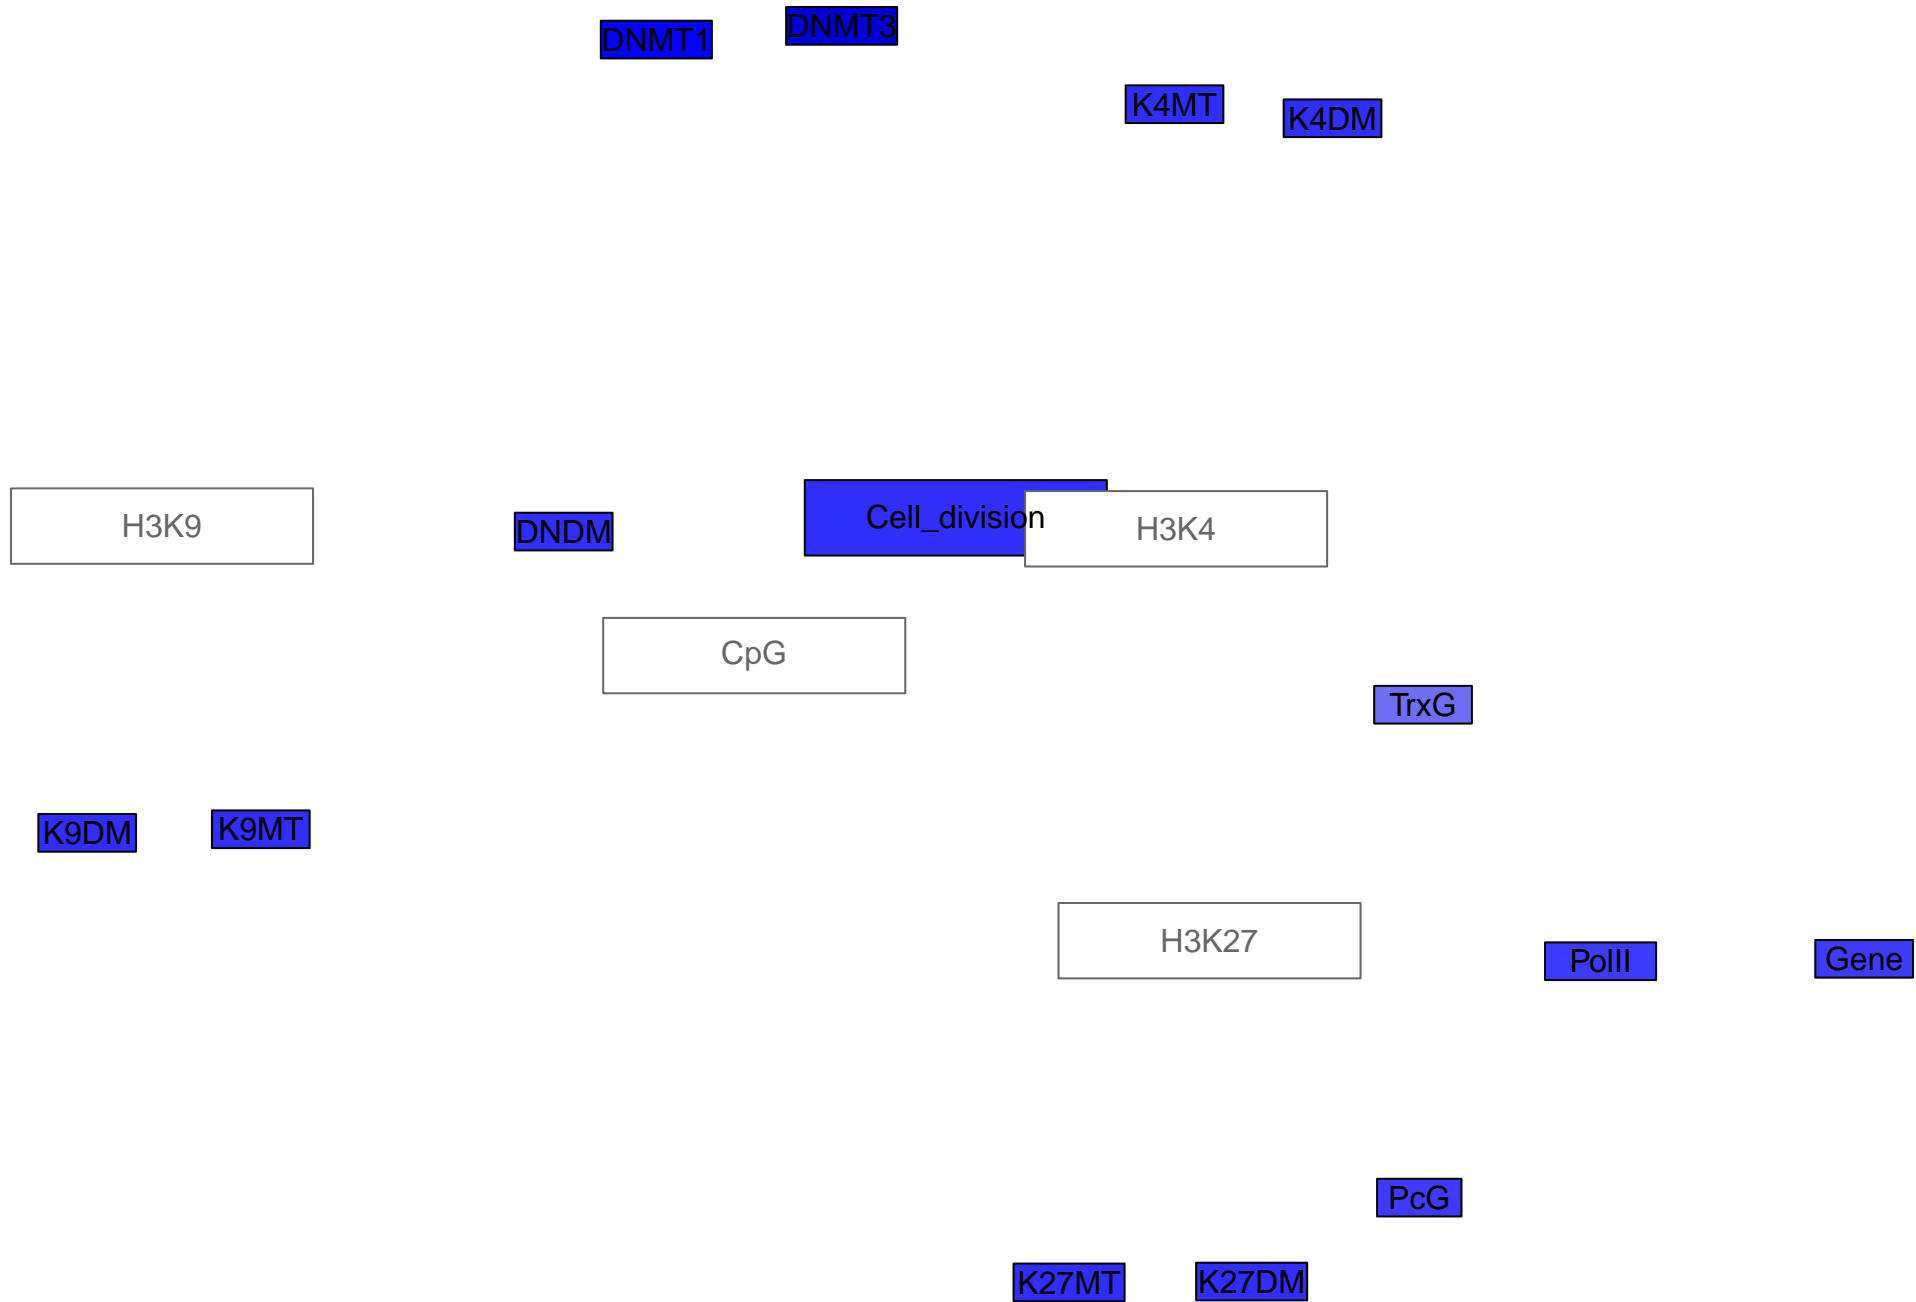 DNMT1
DNMT3
K4MT
K4DM
H3K9
DNDM
Cell_division
H3K4
CpG
TrxG
K9DM
K9MT
H3K27
PolII
Gene
PcG
K27MT
K27DM